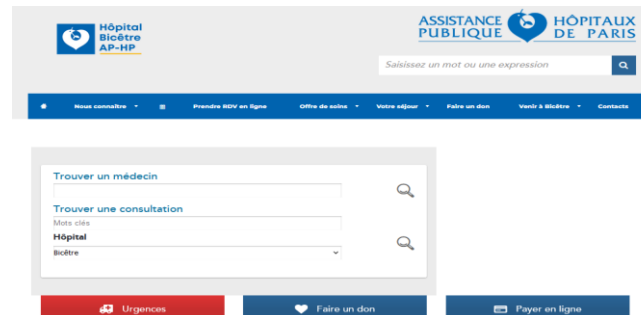 Hôpital
Bicêtre
AP-HP
ASSISTANCE HÔPITAUX
PUBLIQUE DE PARIS
Saisissez un mot ou une expression
Nous connaître Prendre RDV en ligne Offre de soins Votre séjour Faire un don Venir à Bicêtre Contacts
Trouver un médecin
Trouver une consultation
Mots clés
Hôpital
Bicêtre
Urgences Faire un don Payer en ligne